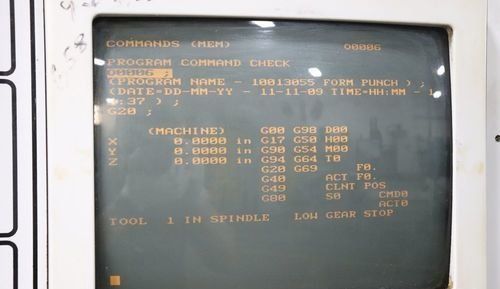 COMMANDS (MEM) O0006
PROGRAM COMMAND CHECK
O0006 ;
(PROGRAM NAME - 10013055 FORM PUNCH ) ;
(DATE=DD-MM-YY - 11-11-09 TIME=HH:MM - 1
:37 ) ;
G20 ;
(MACHINE) G00 G98 D00
X 0.0000 in G17 G50 H00
Y 0.0000 in G90 G54 M00
Z 0.0000 in G94 G64 T0
G20 G69 F0.
G40 ACT F0.
G49 CLNT POS
G80 S0 CMD0
ACT0
TOOL 1 IN SPINDLE LOW GEAR STOP